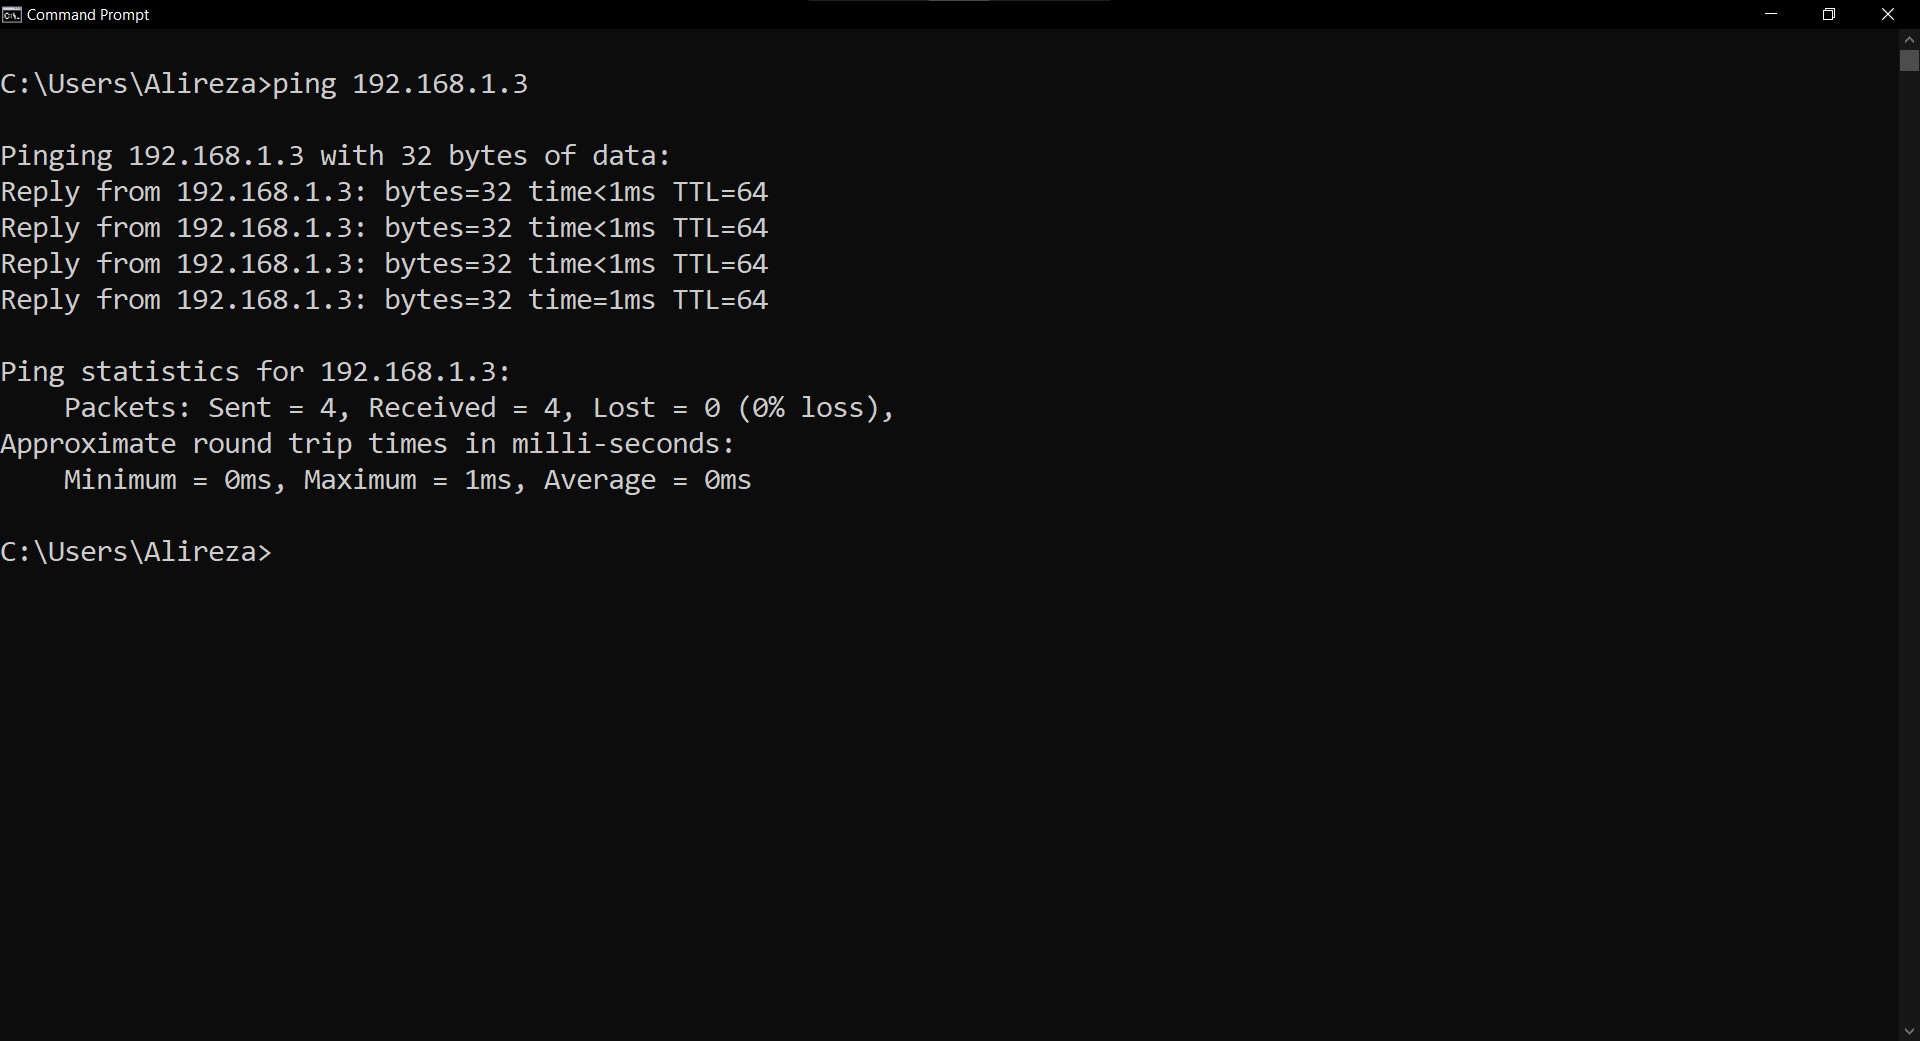 Command Prompt
C:\Users\Alireza>ping 192.168.1.3
Pinging 192.168.1.3 with 32 bytes of data:
Reply from 192.168.1.3: bytes=32 time<1ms TTL=64
Reply from 192.168.1.3: bytes=32 time<1ms TTL=64
Reply from 192.168.1.3: bytes=32 time<1ms TTL=64
Reply from 192.168.1.3: bytes=32 time=1ms TTL=64
Ping statistics for 192.168.1.3:
    Packets: Sent = 4, Received = 4, Lost = 0 (0% loss),
Approximate round trip times in milli-seconds:
    Minimum = 0ms, Maximum = 1ms, Average = 0ms
C:\Users\Alireza>